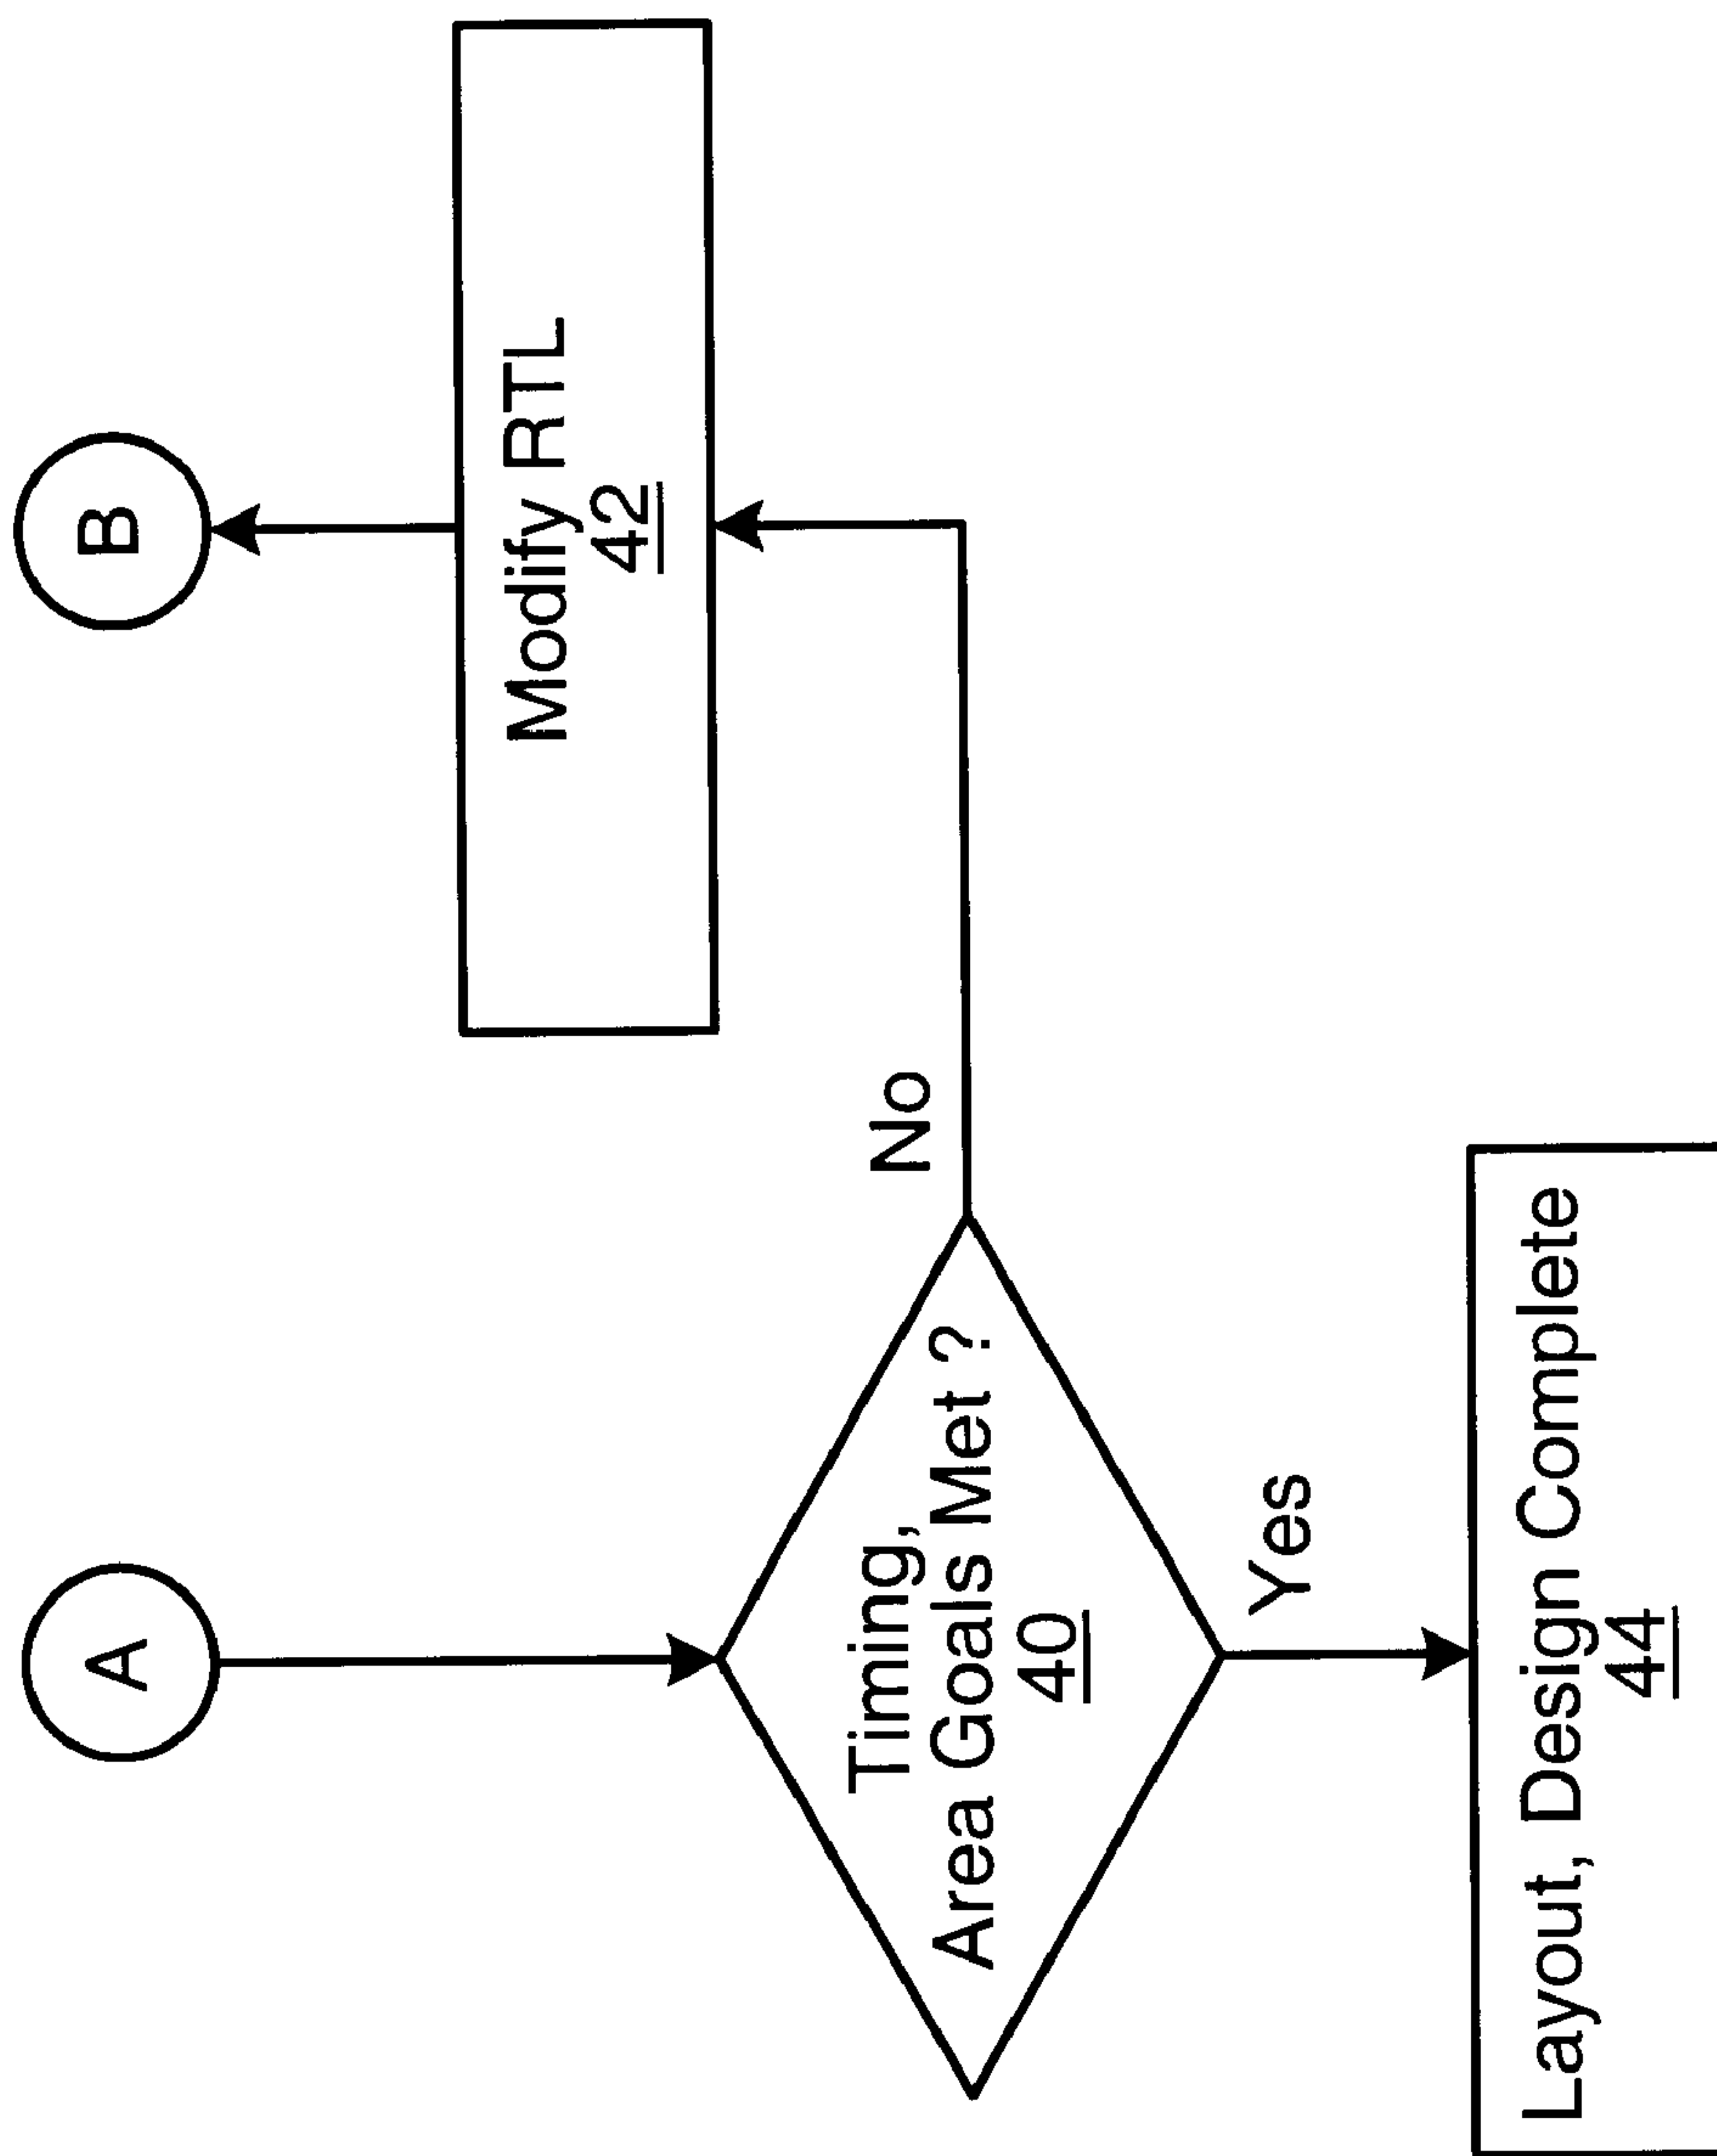 A
B
Timing,
Area Goals Met ?
40
No
Modify RTL
42
Yes
Layout, Design Complete
44